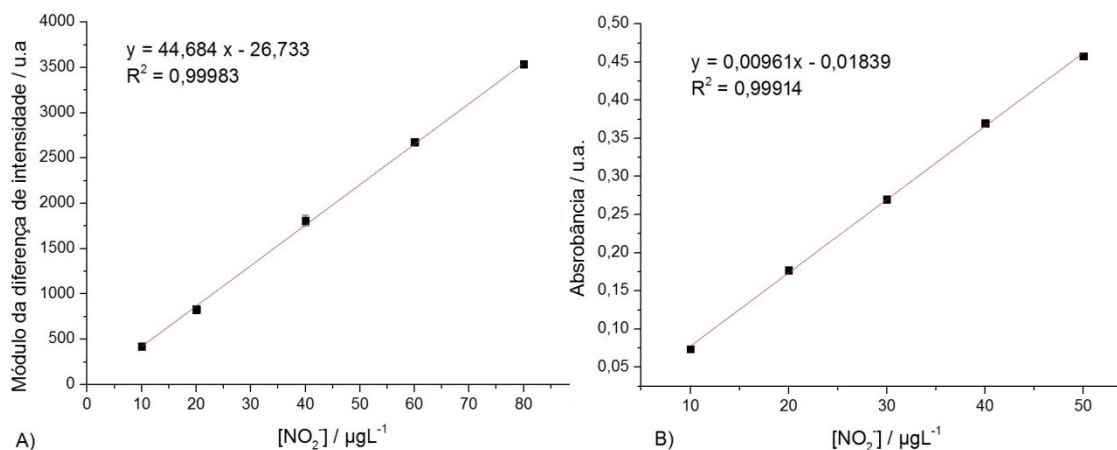 y = 44,684 x - 26,733
R² = 0,99983
Módulo da diferença de intensidade / u.a
4000
3500
3000
2500
2000
1500
1000
500
0
0 10 20 30 40 50 60 70 80
[NO₂⁻] / µgL⁻¹
A)
y = 0,00961x - 0,01839
R² = 0,99914
Absrobância / u.a.
0,50
0,45
0,40
0,35
0,30
0,25
0,20
0,15
0,10
0,05
10 20 30 40 50
[NO₂⁻] / µgL⁻¹
B)